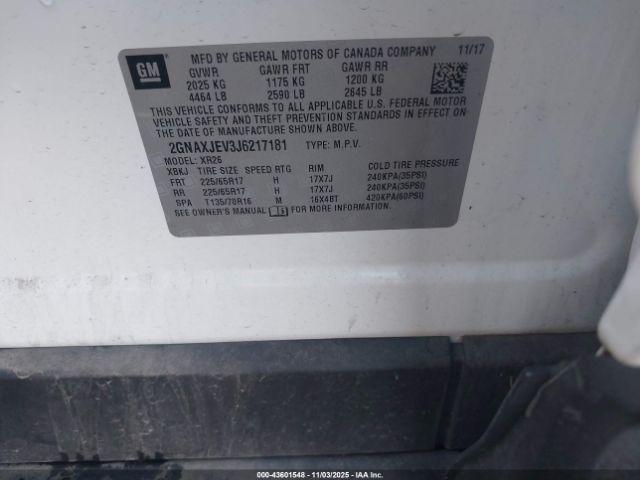 GM
MFD BY GENERAL MOTORS OF CANADA COMPANY 11/17
GVWR GAWR FRT GAWR RR
2025 KG 1175 KG 1200 KG
4464 LB 2590 LB 2645 LB
THIS VEHICLE CONFORMS TO ALL APPLICABLE U.S. FEDERAL MOTOR
VEHICLE SAFETY AND THEFT PREVENTION STANDARDS IN EFFECT ON
THE DATE OF MANUFACTURE SHOWN ABOVE.
2GNAXJEV3J6217181 TYPE: M.P.V.
MODEL: XR26
XBKJ TIRE SIZE SPEED RTG RIM COLD TIRE PRESSURE
FRT 225/65R17 H 17X7J 240KPA(35PSI)
RR 225/65R17 H 17X7J 240KPA(35PSI)
SPA T135/70R16 M 16X4BT 420KPA(60PSI)
SEE OWNER'S MANUAL FOR MORE INFORMATION.
000-43601548 - 11/03/2025 - IAA Inc.